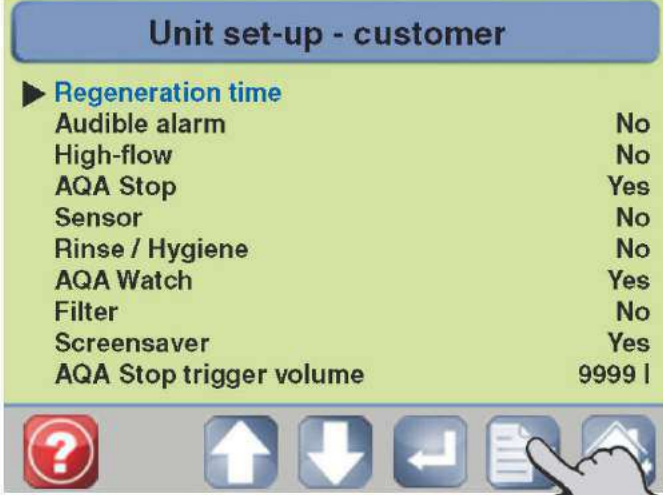 Unit set-up - customer
Regeneration time
Audible alarm No
High-flow No
AQA Stop Yes
Sensor No
Rinse / Hygiene No
AQA Watch Yes
Filter No
Screensaver Yes
AQA Stop trigger volume 9999 l
?